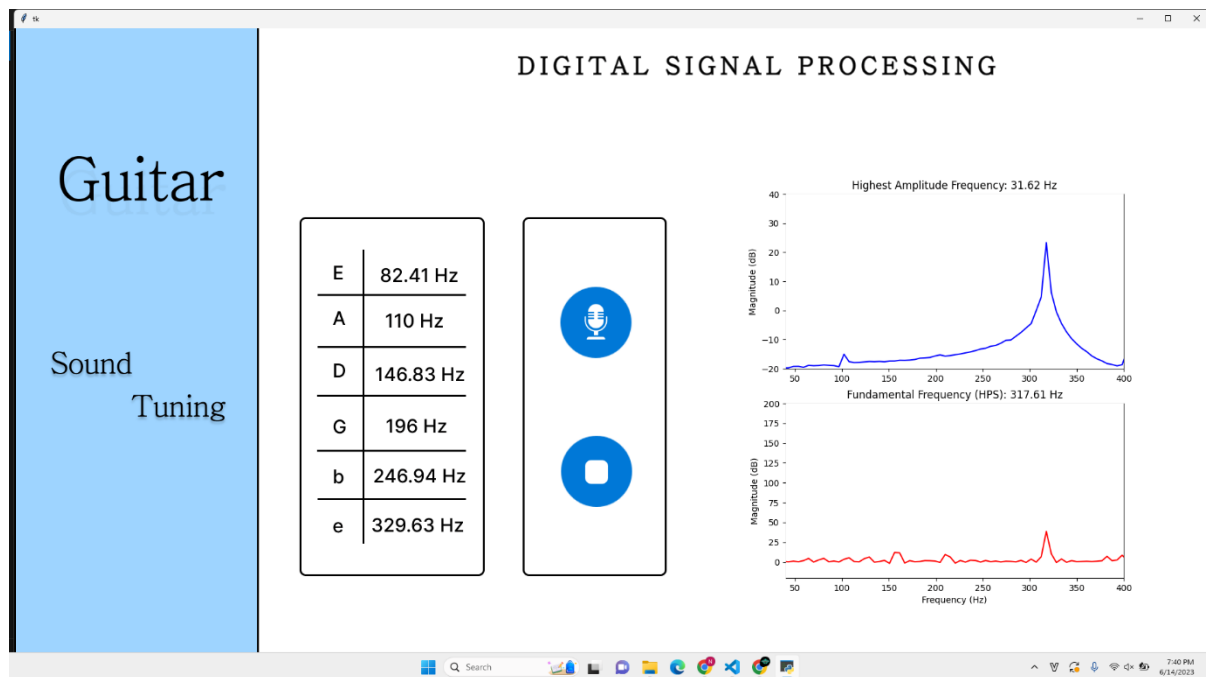 tk
DIGITAL SIGNAL PROCESSING
Guitar
Sound
Tuning
E 82.41 Hz
A 110 Hz
D 146.83 Hz
G 196 Hz
b 246.94 Hz
e 329.63 Hz
Highest Amplitude Frequency: 31.62 Hz
Magnitude (dB)
40
30
20
10
0
−10
−20
50 100 150 200 250 300 350 400
Fundamental Frequency (HPS): 317.61 Hz
Magnitude (dB)
200
175
150
125
100
75
50
25
0
50 100 150 200 250 300 350 400
Frequency (Hz)
Search
7:40 PM
6/14/2023